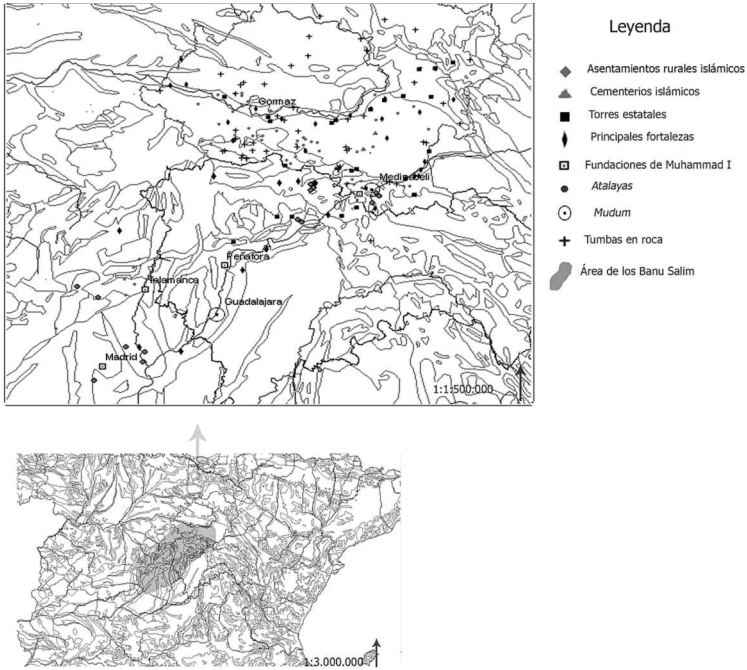 Leyenda
Asentamientos rurales islámicos
Cementerios islámicos
Torres estatales
Principales fortalezas
Fundaciones de Muhammad I
Atalayas
Mudum
Tumbas en roca
Área de los Banu Salim
Gormaz
Medinaceli
Peñafora
Talamanca
Guadalajara
Madrid
1:1:500.000
1:3.000.000